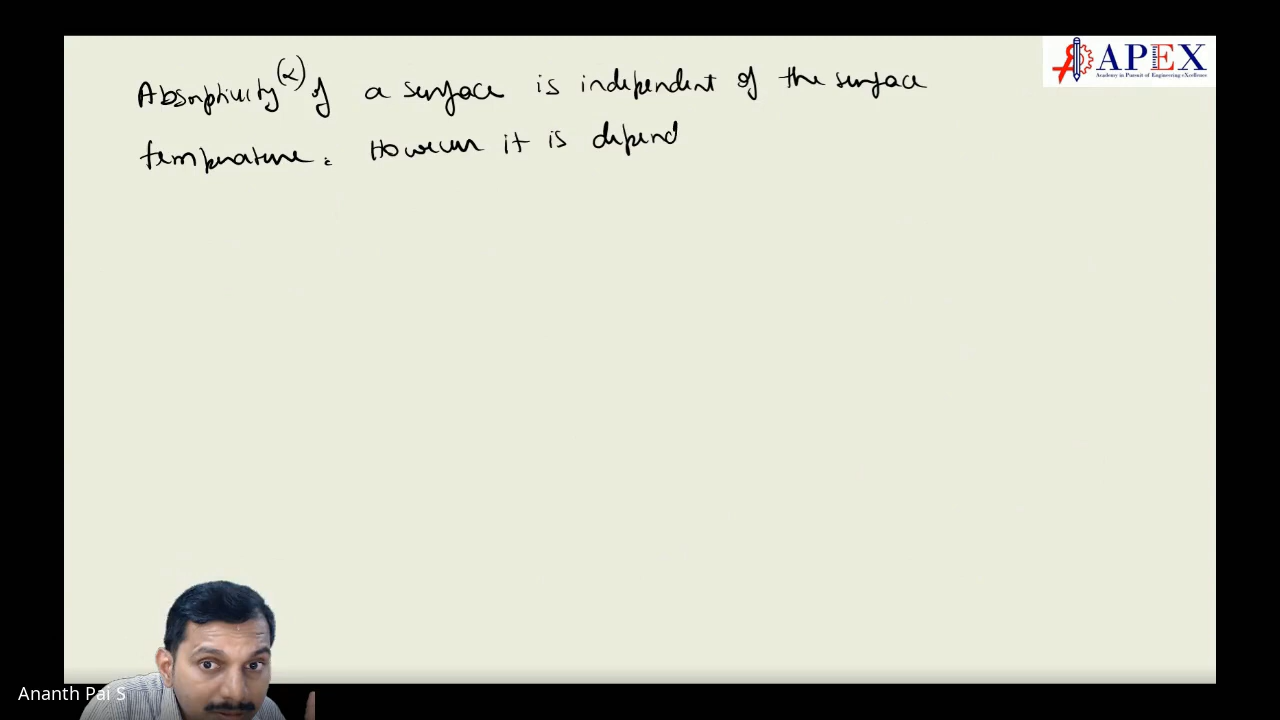 Absorptivity (α) of a surface is independent of the surface
temperature. However it is depend
APEX
Academy in Pursuit of Engineering eXcellence
Ananth Pai S